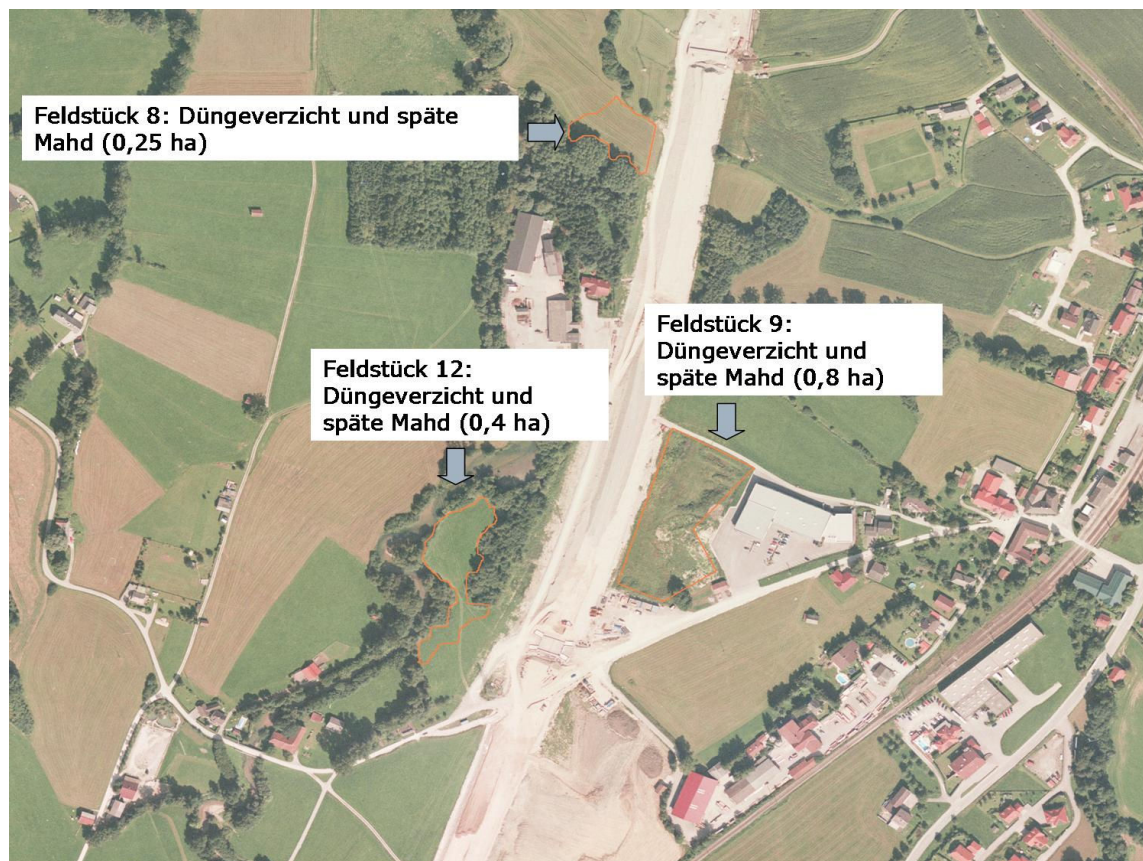 Feldstück 8: Düngeverzicht und späte
Mahd (0,25 ha)
Feldstück 9:
Düngeverzicht und
späte Mahd (0,8 ha)
Feldstück 12:
Düngeverzicht und
späte Mahd (0,4 ha)